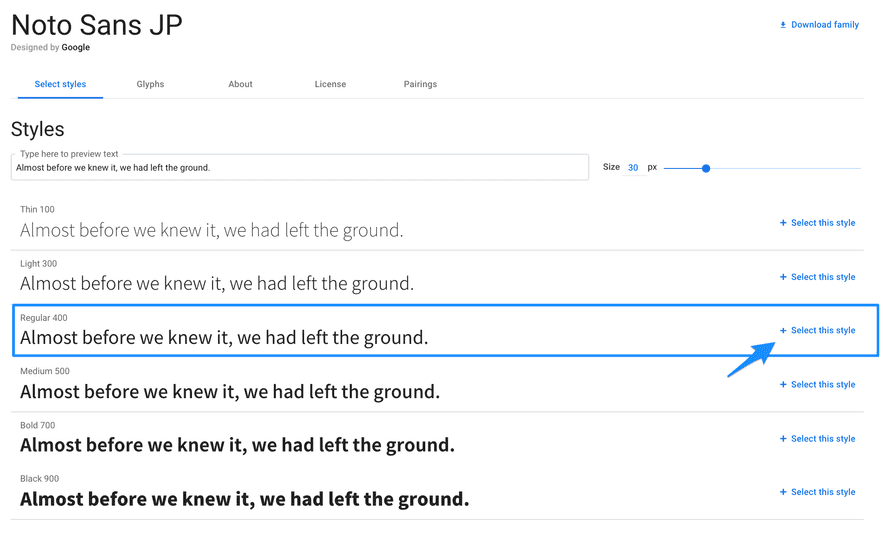 Noto Sans JP
Download family
Designed by Google
Select styles Glyphs About License Pairings
Styles
Type here to preview text
Almost before we knew it, we had left the ground.
Size 30 px
Thin 100
Almost before we knew it, we had left the ground.
+ Select this style
Light 300
Almost before we knew it, we had left the ground.
+ Select this style
Regular 400
Almost before we knew it, we had left the ground.
+ Select this style
Medium 500
Almost before we knew it, we had left the ground.
+ Select this style
Bold 700
Almost before we knew it, we had left the ground.
+ Select this style
Black 900
Almost before we knew it, we had left the ground.
+ Select this style